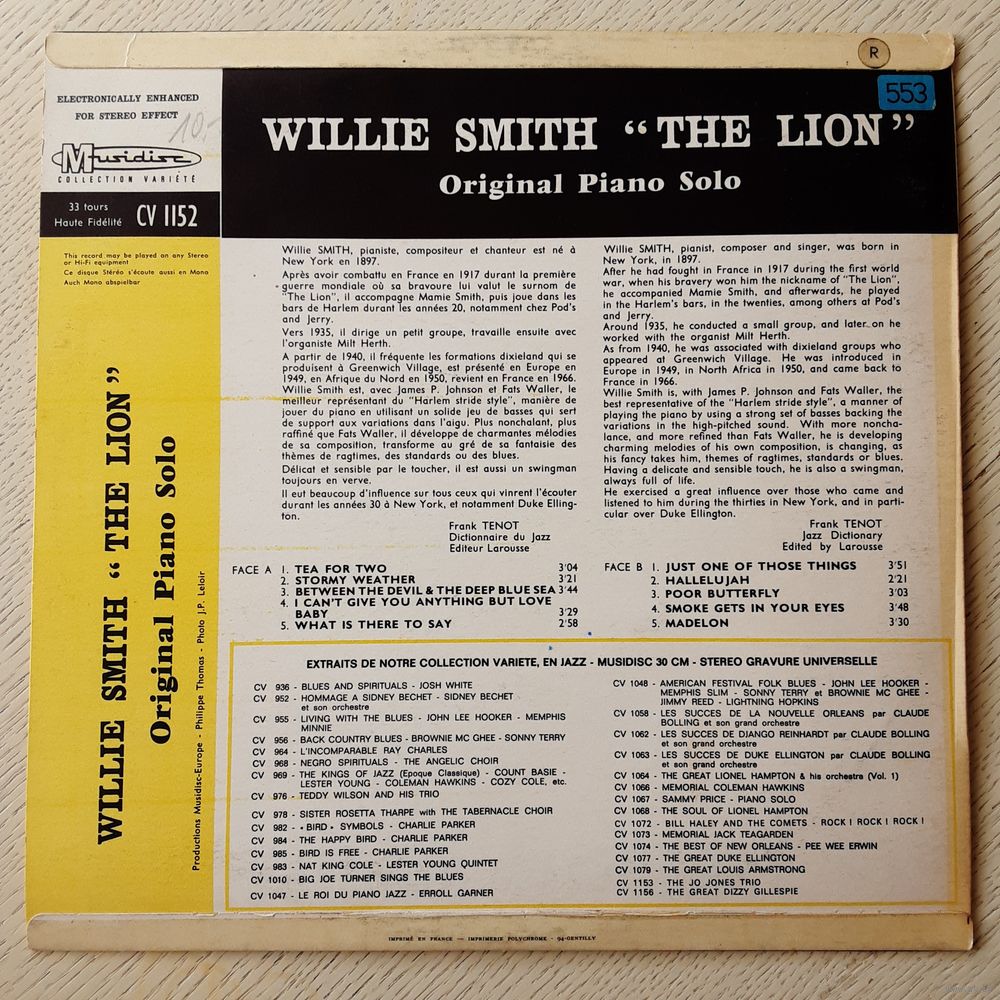 R
553
ELECTRONICALLY ENHANCED
FOR STEREO EFFECT
10.-
Musidisc
COLLECTION VARIÉTÉ
33 tours
Haute Fidélité CV 1152
This record may be played on any Stereo
or Hi-Fi equipment
Ce disque Stéréo s'écoute aussi en Mono
Auch Mono abspielbar
WILLIE SMITH "THE LION"
Original Piano Solo
Productions Musidisc-Europe - Philippe Thomas - Photo J.P. Leloir
WILLIE SMITH "THE LION"
Original Piano Solo
Willie SMITH, pianiste, compositeur et chanteur est né à
New York en 1897.
Après avoir combattu en France en 1917 durant la première
guerre mondiale où sa bravoure lui valut le surnom de
"The Lion", il accompagne Mamie Smith, puis joue dans les
bars de Harlem durant les années 20, notamment chez Pod's
and Jerry.
Vers 1935, il dirige un petit groupe, travaille ensuite avec
l'organiste Milt Herth.
A partir de 1940, il fréquente les formations dixieland qui se
produisent à Greenwich Village, est présenté en Europe en
1949, en Afrique du Nord en 1950, revient en France en 1966.
Willie Smith est, avec James P. Johnson et Fats Waller, le
meilleur représentant du "Harlem stride style", manière de
jouer du piano en utilisant un solide jeu de basses qui sert
de support aux variations dans l'aigu. Plus nonchalant, plus
raffiné que Fats Waller, il développe de charmantes mélodies
de sa composition, transforme au gré de sa fantaisie des
thèmes de ragtimes, des standards ou des blues.
Délicat et sensible par le toucher, il est aussi un swingman
toujours en verve.
Il eut beaucoup d'influence sur tous ceux qui vinrent l'écouter
durant les années 30 à New York, et notamment Duke Elling-
ton.
Frank TENOT
Dictionnaire du Jazz
Editeur Larousse
Willie SMITH, pianist, composer and singer, was born in
New York, in 1897.
After he had fought in France in 1917 during the first world
war, when his bravery won him the nickname of "The Lion",
he accompanied Mamie Smith, and afterwards, he played
in the Harlem's bars, in the twenties, among others at Pod's
and Jerry.
Around 1935, he conducted a small group, and later on he
worked with the organist Milt Herth.
As from 1940, he was associated with dixieland groups who
appeared at Greenwich Village. He was introduced in
Europe in 1949, in North Africa in 1950, and came back to
France in 1966.
Willie Smith is, with James P. Johnson and Fats Waller, the
best representative of the "Harlem stride style", a manner of
playing the piano by using a strong set of basses backing the
variations in the high-pitched sound. With more noncha-
lance, and more refined than Fats Waller, he is developing
charming melodies of his own composition, is changing, as
his fancy takes him, themes of ragtimes, standards or blues.
Having a delicate and sensible touch, he is also a swingman,
always full of life.
He exercised a great influence over those who came and
listened to him during the thirties in New York, and in parti-
cular over Duke Ellington.
Frank TENOT
Jazz Dictionary
Edited by Larousse
FACE A 1. TEA FOR TWO 3'04
2. STORMY WEATHER 3'21
3. BETWEEN THE DEVIL & THE DEEP BLUE SEA 3'44
4. I CAN'T GIVE YOU ANYTHING BUT LOVE
BABY 3'29
5. WHAT IS THERE TO SAY 2'58
FACE B 1. JUST ONE OF THOSE THINGS 3'51
2. HALLELUJAH 2'21
3. POOR BUTTERFLY 3'03
4. SMOKE GETS IN YOUR EYES 3'48
5. MADELON 3'30
EXTRAITS DE NOTRE COLLECTION VARIETE, EN JAZZ - MUSIDISC 30 CM - STEREO GRAVURE UNIVERSELLE
CV 936 - BLUES AND SPIRITUALS - JOSH WHITE
CV 952 - HOMMAGE A SIDNEY BECHET - SIDNEY BECHET
et son orchestre
CV 955 - LIVING WITH THE BLUES - JOHN LEE HOOKER - MEMPHIS
MINNIE
CV 956 - BACK COUNTRY BLUES - BROWNIE MC GHEE - SONNY TERRY
CV 964 - L'INCOMPARABLE RAY CHARLES
CV 968 - NEGRO SPIRITUALS - THE ANGELIC CHOIR
CV 969 - THE KINGS OF JAZZ (Epoque Classique) - COUNT BASIE -
LESTER YOUNG - COLEMAN HAWKINS - COZY COLE, etc.
CV 976 - TEDDY WILSON AND HIS TRIO
CV 978 - SISTER ROSETTA THARPE with THE TABERNACLE CHOIR
CV 982 - « BIRD » SYMBOLS - CHARLIE PARKER
CV 984 - THE HAPPY BIRD - CHARLIE PARKER
CV 985 - BIRD IS FREE - CHARLIE PARKER
CV 983 - NAT KING COLE - LESTER YOUNG QUINTET
CV 1010 - BIG JOE TURNER SINGS THE BLUES
CV 1047 - LE ROI DU PIANO JAZZ - ERROLL GARNER
CV 1048 - AMERICAN FESTIVAL FOLK BLUES - JOHN LEE HOOKER -
MEMPHIS SLIM - SONNY TERRY et BROWNIE MC GHEE -
JIMMY REED - LIGHTNING HOPKINS
CV 1058 - LES SUCCES DE LA NOUVELLE ORLEANS par CLAUDE
BOLLING et son grand orchestre
CV 1062 - LES SUCCES DE DJANGO REINHARDT par CLAUDE BOLLING
et son grand orchestre
CV 1063 - LES SUCCES DE DUKE ELLINGTON par CLAUDE BOLLING
et son grand orchestre
CV 1064 - THE GREAT LIONEL HAMPTON & his orchestra (Vol. 1)
CV 1066 - MEMORIAL COLEMAN HAWKINS
CV 1067 - SAMMY PRICE - PIANO SOLO
CV 1068 - THE SOUL OF LIONEL HAMPTON
CV 1072 - BILL HALEY AND THE COMETS - ROCK ! ROCK ! ROCK !
CV 1073 - MEMORIAL JACK TEAGARDEN
CV 1074 - THE BEST OF NEW ORLEANS - PEE WEE ERWIN
CV 1077 - THE GREAT DUKE ELLINGTON
CV 1079 - THE GREAT LOUIS ARMSTRONG
CV 1153 - THE JO JONES TRIO
CV 1156 - THE GREAT DIZZY GILLESPIE
IMPRIMÉ EN FRANCE — IMPRIMERIE POLYCHROME - 94-GENTILLY